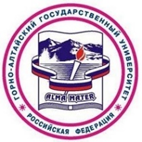 ГОРНО-АЛТАЙСКИЙ ГОСУДАРСТВЕННЫЙ УНИВЕРСИТЕТ
ALMA MATER
РОССИЙСКАЯ ФЕДЕРАЦИЯ